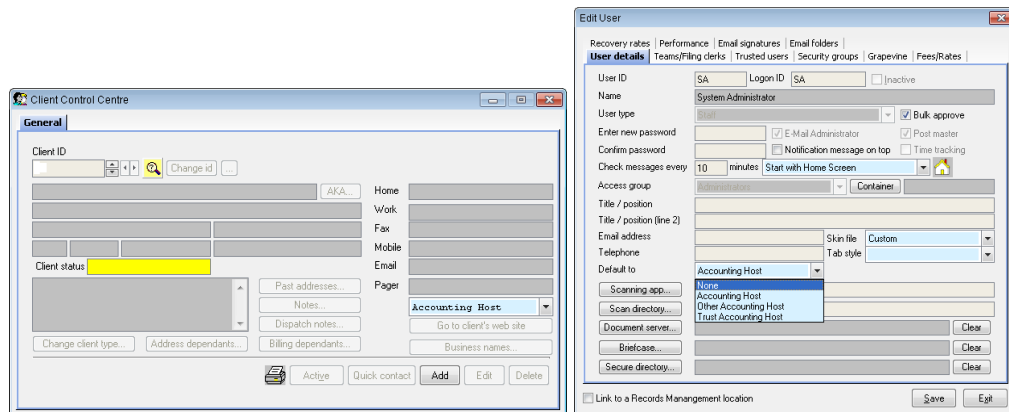 Client Control Centre
General
Client ID
Change id ...
AKA... Home
Work
Fax
Mobile
Client status Email
Past addresses... Pager
Notes... Accounting Host
Dispatch notes... Go to client's web site
Change client type... Address dependants... Billing dependants... Business names...
Active Quick contact Add Edit Delete
Edit User
Recovery rates Performance Email signatures Email folders
User details Teams/Filing clerks Trusted users Security groups Grapevine Fees/Rates
User ID SA Logon ID SA Inactive
Name System Administrator
User type Staff Bulk approve
Enter new password E-Mail Administrator Post master
Confirm password Notification message on top Time tracking
Check messages every 10 minutes Start with Home Screen
Access group Administrators Container
Title / position
Title / position (line 2)
Email address Skin file Custom
Telephone Tab style
Default to Accounting Host
None
Scanning app... Accounting Host
Other Accounting Host
Scan directory... Trust Accounting Host
Document server... Clear
Briefcase... Clear
Secure directory... Clear
Link to a Records Manangement location Save Exit